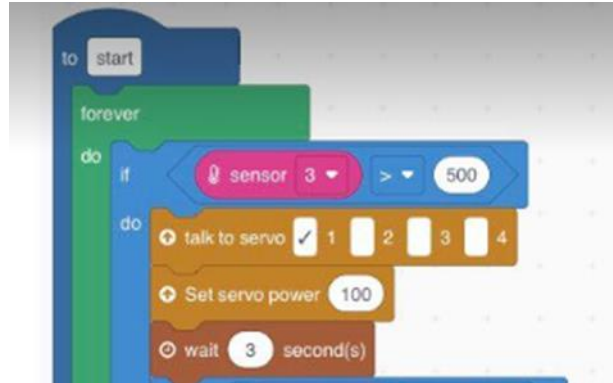 to start
forever
do
if sensor 3 > 500
do
talk to servo ✓ 1 2 3 4
Set servo power 100
wait 3 second(s)